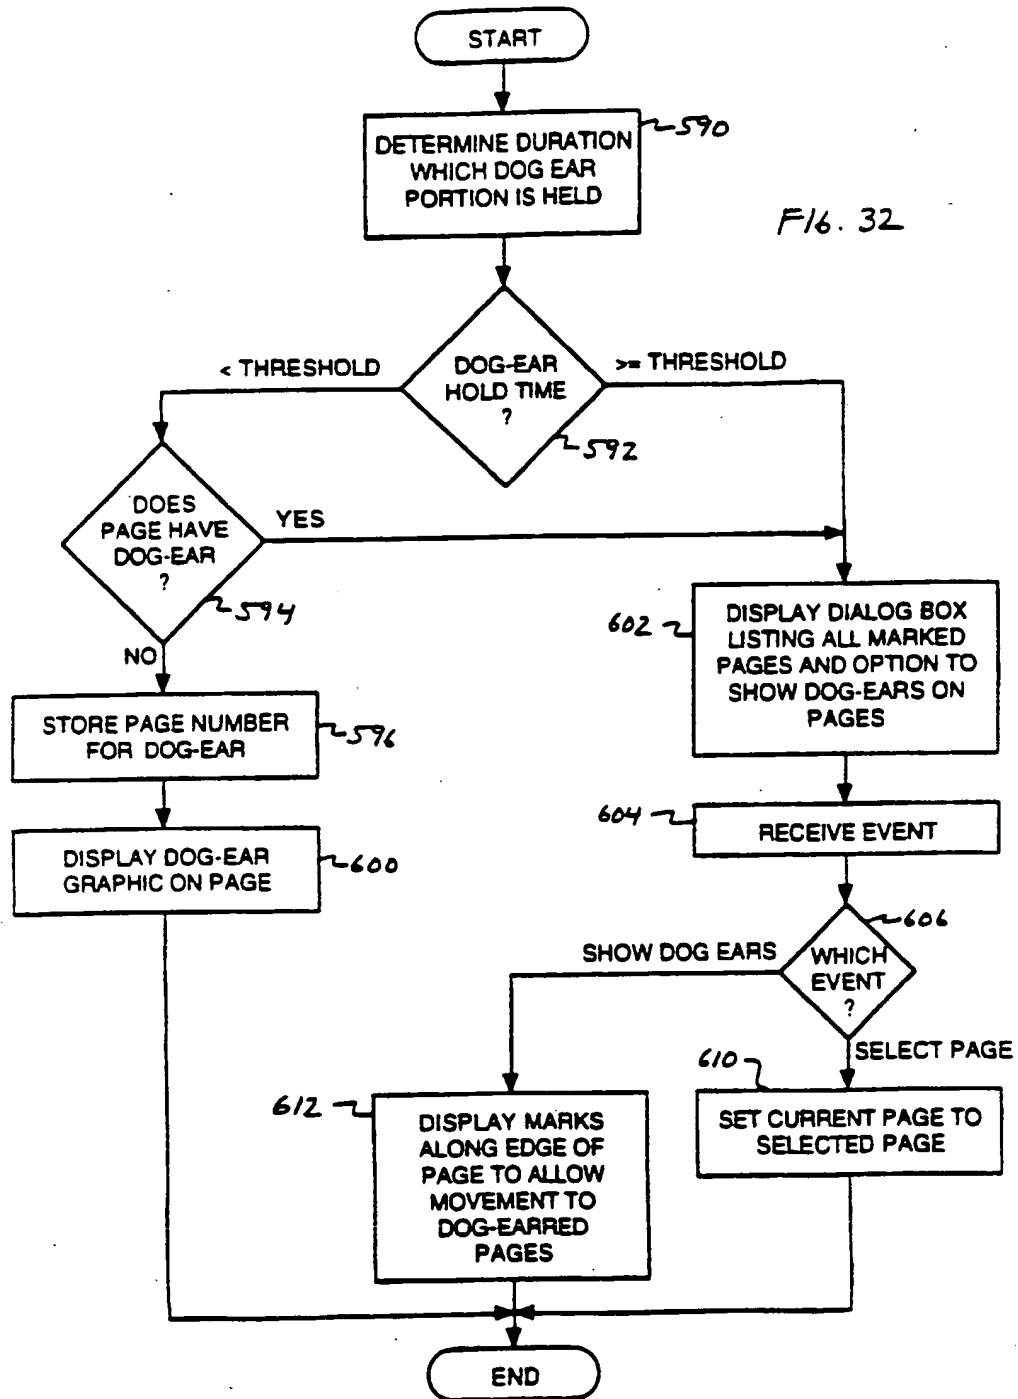 START
DETERMINE DURATION
WHICH DOG EAR
PORTION IS HELD
590
FIG. 32
< THRESHOLD
DOG-EAR
HOLD TIME
?
>= THRESHOLD
592
DOES
PAGE HAVE
DOG-EAR
?
YES
594
NO
602
DISPLAY DIALOG BOX
LISTING ALL MARKED
PAGES AND OPTION TO
SHOW DOG-EARS ON
PAGES
STORE PAGE NUMBER
FOR DOG-EAR
596
604
RECEIVE EVENT
DISPLAY DOG-EAR
GRAPHIC ON PAGE
600
606
SHOW DOG EARS
WHICH
EVENT
?
SELECT PAGE
610
612
DISPLAY MARKS
ALONG EDGE OF
PAGE TO ALLOW
MOVEMENT TO
DOG-EARRED
PAGES
SET CURRENT PAGE TO
SELECTED PAGE
END